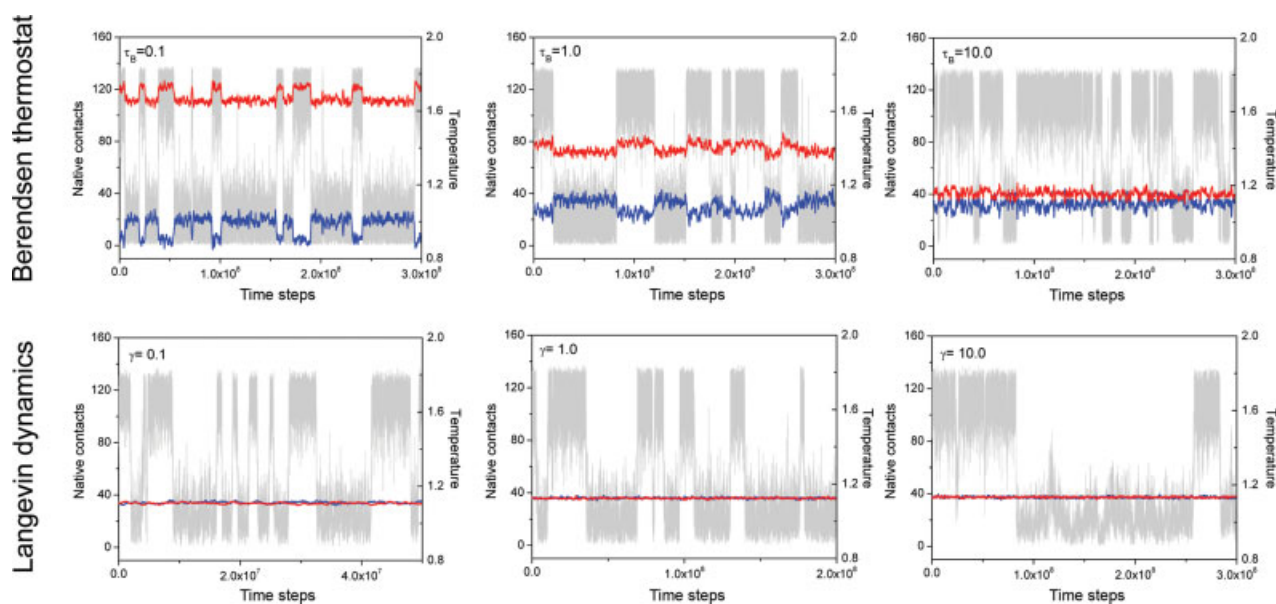 Berendsen thermostat
τB=0.1
Native contacts
160
120
80
40
0
2.0
1.6
1.2
0.8
Temperature
0.0 1.0x10⁸ 2.0x10⁸ 3.0x10⁸
Time steps
τB=1.0
Native contacts
160
120
80
40
0
2.0
1.6
1.2
0.8
Temperature
0.0 1.0x10⁸ 2.0x10⁸ 3.0x10⁸
Time steps
τB=10.0
Native contacts
160
120
80
40
0
2.0
1.6
1.2
0.8
Temperature
0.0 1.0x10⁸ 2.0x10⁸ 3.0x10⁸
Time steps
Langevin dynamics
γ= 0.1
Native contacts
160
120
80
40
0
2.0
1.6
1.2
0.8
Temperature
0.0 2.0x10⁷ 4.0x10⁷
Time steps
γ= 1.0
Native contacts
160
120
80
40
0
2.0
1.6
1.2
0.8
Temperature
0.0 1.0x10⁸ 2.0x10⁸
Time steps
γ= 10.0
Native contacts
160
120
80
40
0
2.0
1.6
1.2
0.8
Temperature
0.0 1.0x10⁸ 2.0x10⁸ 3.0x10⁸
Time steps